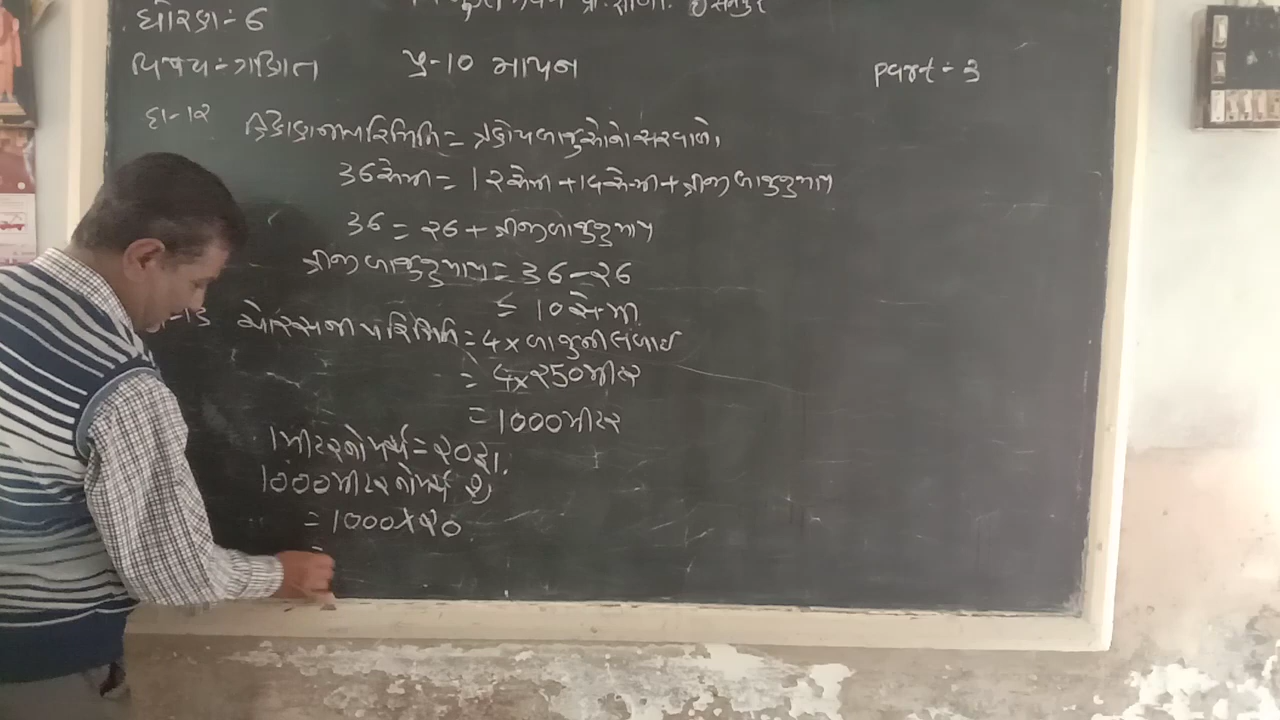 ધોરણ:- 6
વિષય:- ગણિત પ્ર-10 માપન part:- 3
દા-12 ત્રિકોણની પરિમિતિ = ત્રણેય બાજુઓનો સરવાળો
36 સેમી = 12 સેમી + 14 સેમી + ત્રીજી બાજુનું માપ
36 = 26 + ત્રીજી બાજુનું માપ
ત્રીજી બાજુનું માપ = 36 - 26
= 10 સેમી
-13 ચોરસની પરિમિતિ = 4 × બાજુની લંબાઈ
= 4 × 250 મીટર
= 1000 મીટર
1 મીટરનો ખર્ચ = 20 રૂા.
1000 મીટરનો ખર્ચ
= 1000 × 20